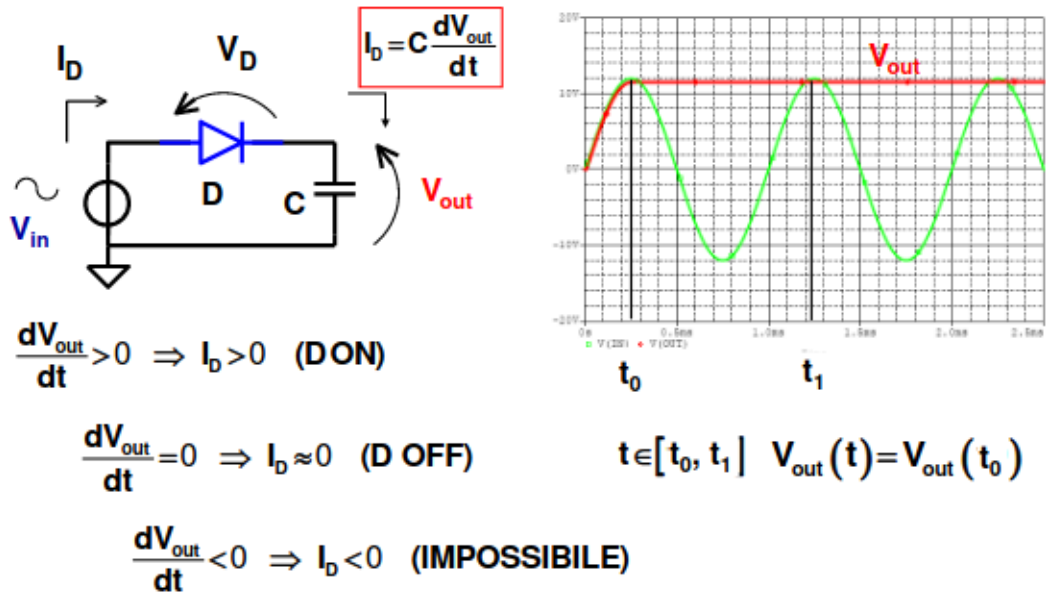 I_D
V_D
I_D = C dV_out/dt
V_in
D
C
V_out
dV_out/dt > 0 ⇒ I_D > 0 (D ON)
dV_out/dt = 0 ⇒ I_D ≈ 0 (D OFF)
dV_out/dt < 0 ⇒ I_D < 0 (IMPOSSIBILE)
20V
10V
0V
-10V
-20V
V_out
0s 0.5ms 1.0ms 1.5ms 2.0ms 2.5ms
V(IN) V(OUT)
t_0 t_1
t∈[t_0, t_1] V_out(t)=V_out(t_0)